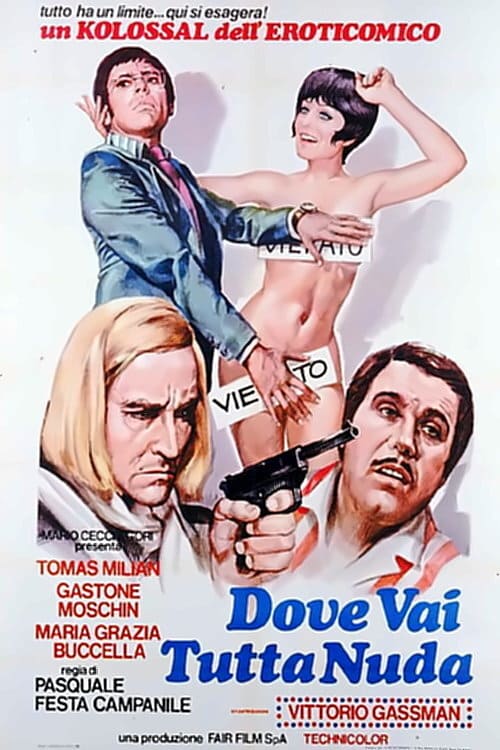 tutto ha un limite... qui si esagera!
un KOLOSSAL dell'EROTICOMICO
VIETATO
VIETATO
MARIO CECCHI GORI
presenta
TOMAS MILIAN
GASTONE
MOSCHIN
MARIA GRAZIA
BUCCELLA
regia di
PASQUALE
FESTA CAMPANILE
Dove Vai
Tutta Nuda
VITTORIO GASSMAN
una produzione FAIR FILM SpA
TECHNICOLOR